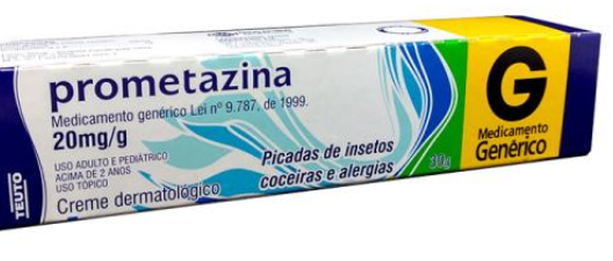 prometazina
Medicamento genérico Lei nº 9.787, de 1999.
20mg/g
USO ADULTO E PEDIÁTRICO
ACIMA DE 2 ANOS
USO TÓPICO
Creme dermatológico
Picadas de insetos
coceiras e alergias
30g
G
Medicamento
Genérico
TEUTO